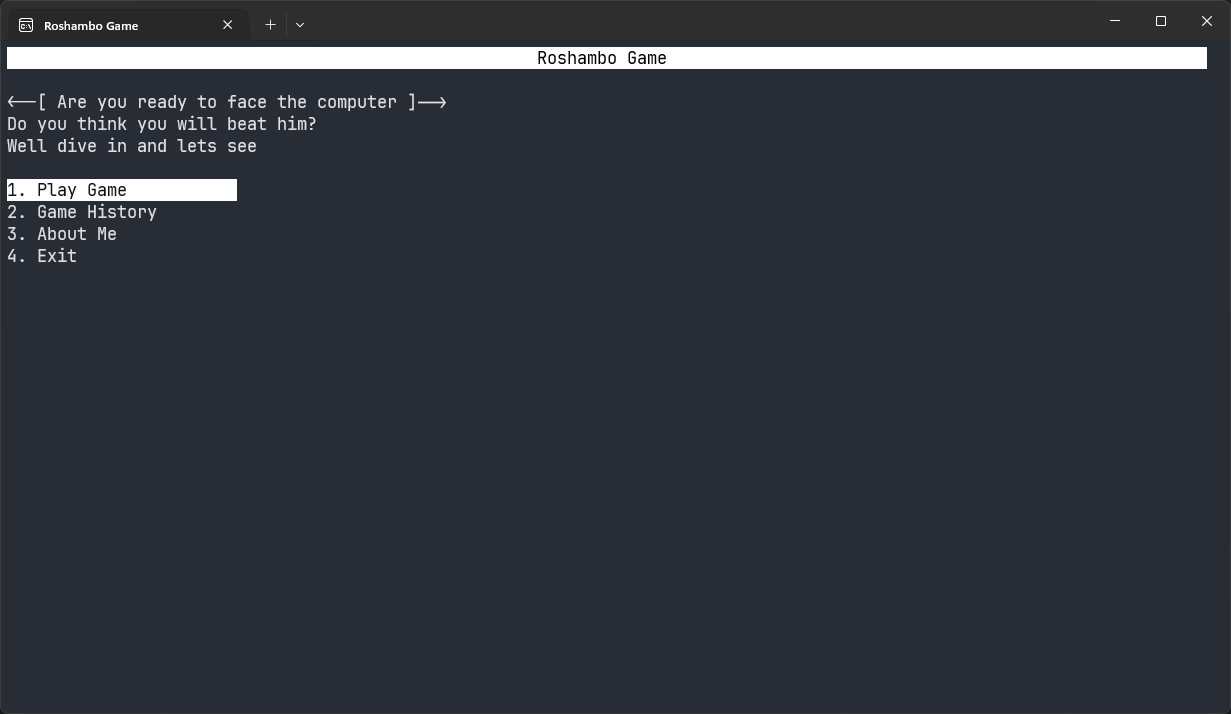 Roshambo Game
Roshambo Game
<--[ Are you ready to face the computer ]-->
Do you think you will beat him?
Well dive in and lets see
1. Play Game
2. Game History
3. About Me
4. Exit